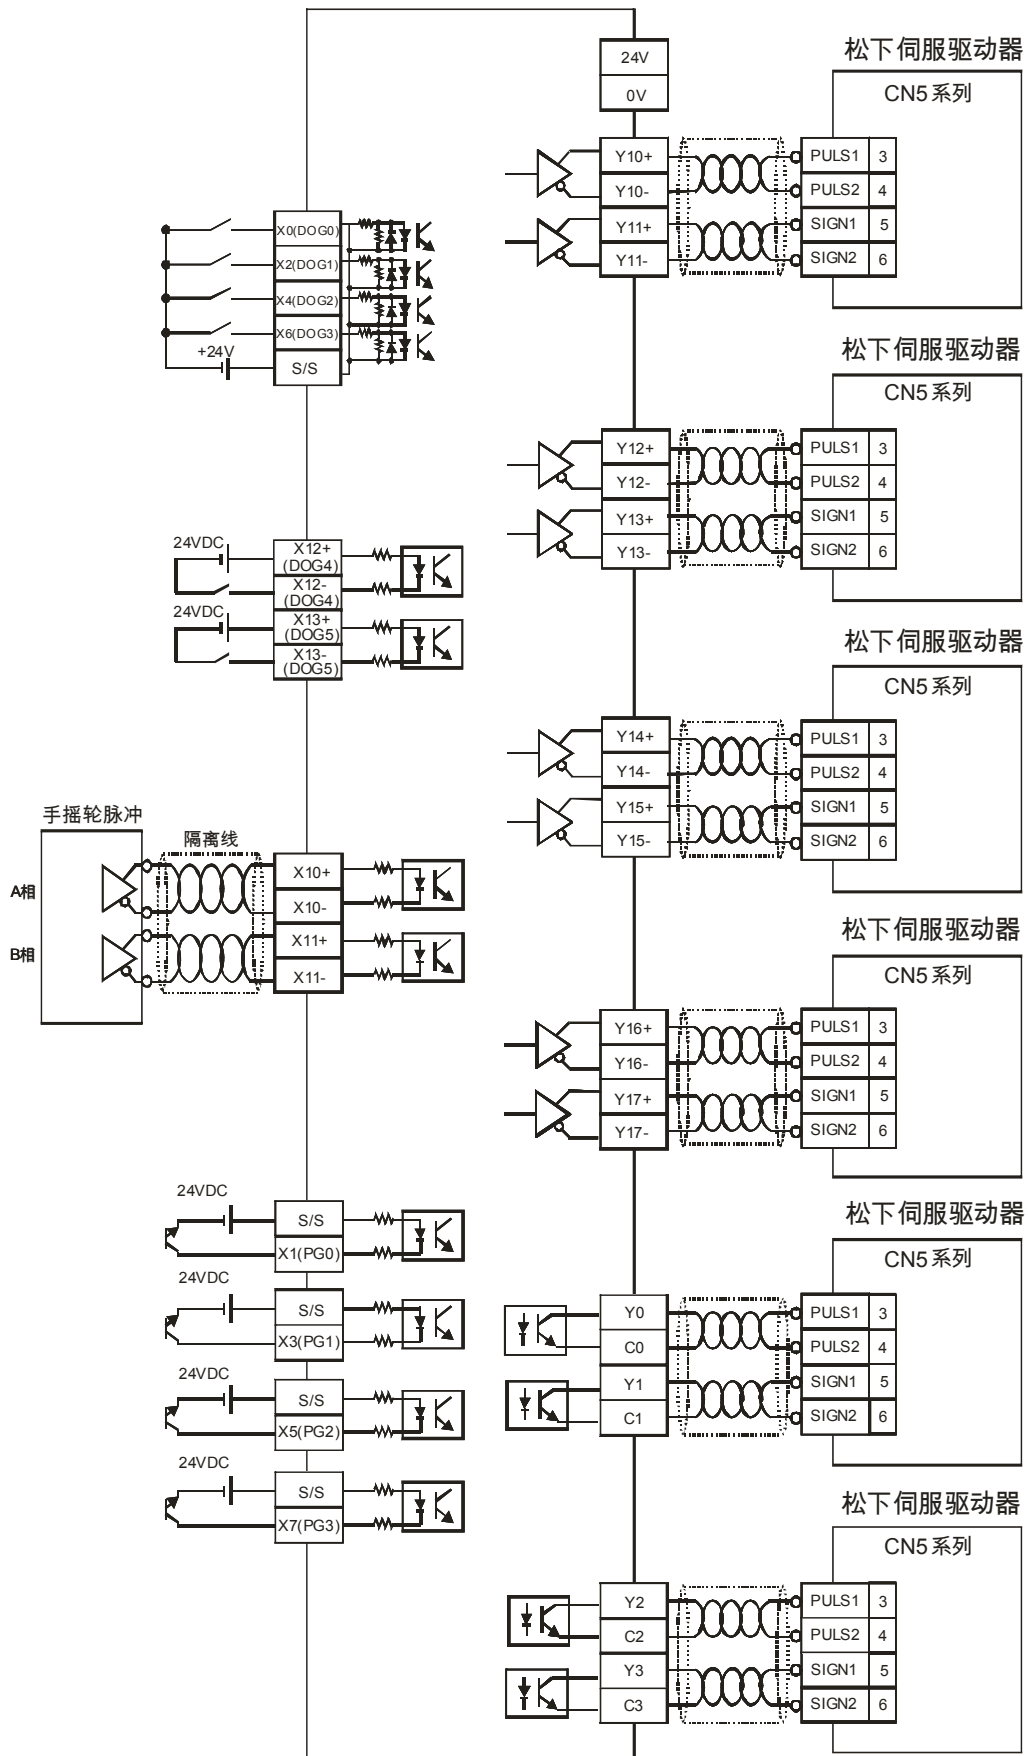 24V
0V
松下伺服驱动器
CN5系列
Y10+
Y10-
Y11+
Y11-
PULS1 3
PULS2 4
SIGN1 5
SIGN2 6
X0(DOG0)
X2(DOG1)
X4(DOG2)
X6(DOG3)
+24V
S/S
松下伺服驱动器
CN5系列
Y12+
Y12-
Y13+
Y13-
PULS1 3
PULS2 4
SIGN1 5
SIGN2 6
24VDC
X12+
(DOG4)
X12-
(DOG4)
24VDC
X13+
(DOG5)
X13-
(DOG5)
松下伺服驱动器
CN5系列
Y14+
Y14-
Y15+
Y15-
PULS1 3
PULS2 4
SIGN1 5
SIGN2 6
手摇轮脉冲
隔离线
A相
B相
X10+
X10-
X11+
X11-
松下伺服驱动器
CN5系列
Y16+
Y16-
Y17+
Y17-
PULS1 3
PULS2 4
SIGN1 5
SIGN2 6
24VDC
S/S
X1(PG0)
24VDC
S/S
X3(PG1)
24VDC
S/S
X5(PG2)
24VDC
S/S
X7(PG3)
松下伺服驱动器
CN5系列
Y0
C0
Y1
C1
PULS1 3
PULS2 4
SIGN1 5
SIGN2 6
松下伺服驱动器
CN5系列
Y2
C2
Y3
C3
PULS1 3
PULS2 4
SIGN1 5
SIGN2 6